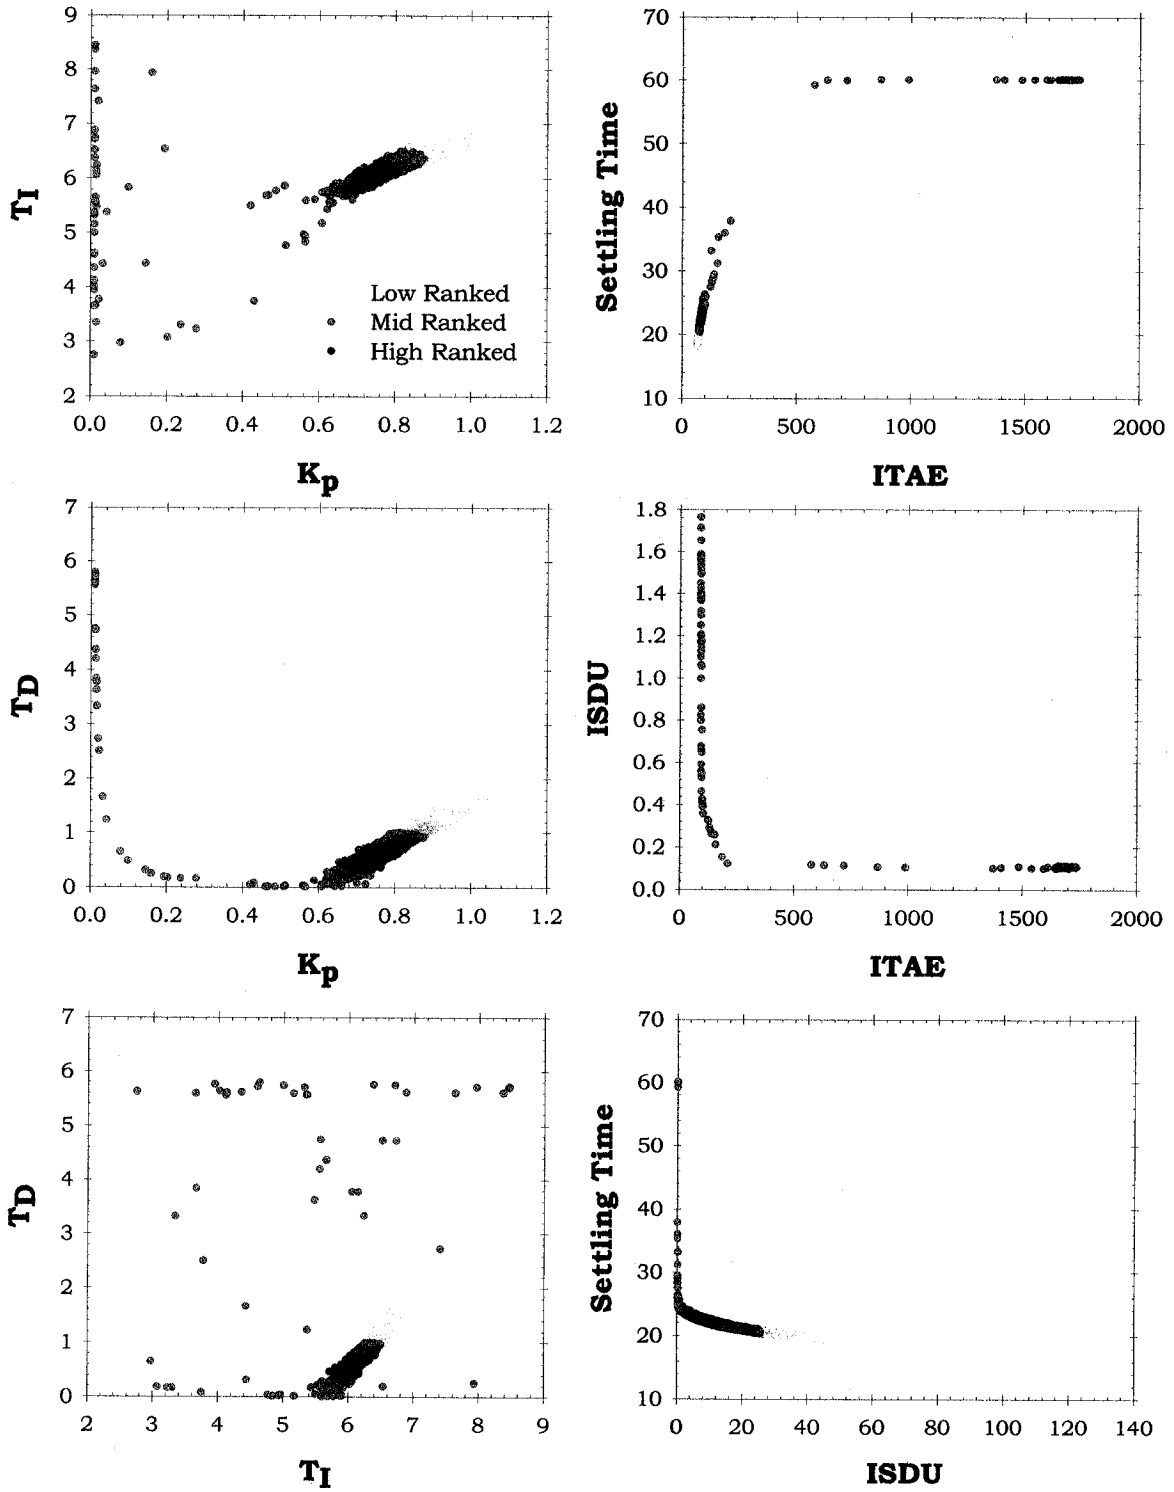 9
8
7
6
5
4
3
2
T_I
0.0 0.2 0.4 0.6 0.8 1.0 1.2
K_p
Low Ranked
Mid Ranked
High Ranked
70
60
50
40
30
20
10
Settling Time
0 500 1000 1500 2000
ITAE
7
6
5
4
3
2
1
0
T_D
0.0 0.2 0.4 0.6 0.8 1.0 1.2
K_p
1.8
1.6
1.4
1.2
1.0
0.8
0.6
0.4
0.2
0.0
ISDU
0 500 1000 1500 2000
ITAE
7
6
5
4
3
2
1
0
T_D
2 3 4 5 6 7 8 9
T_I
70
60
50
40
30
20
10
Settling Time
0 20 40 60 80 100 120 140
ISDU